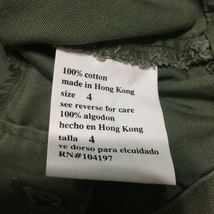 100% cotton
made in Hong Kong
size 4
see reverse for care
100% algodon
hecho en Hong Kong
talla 4
ve dorso para elcuidado
RN#104197